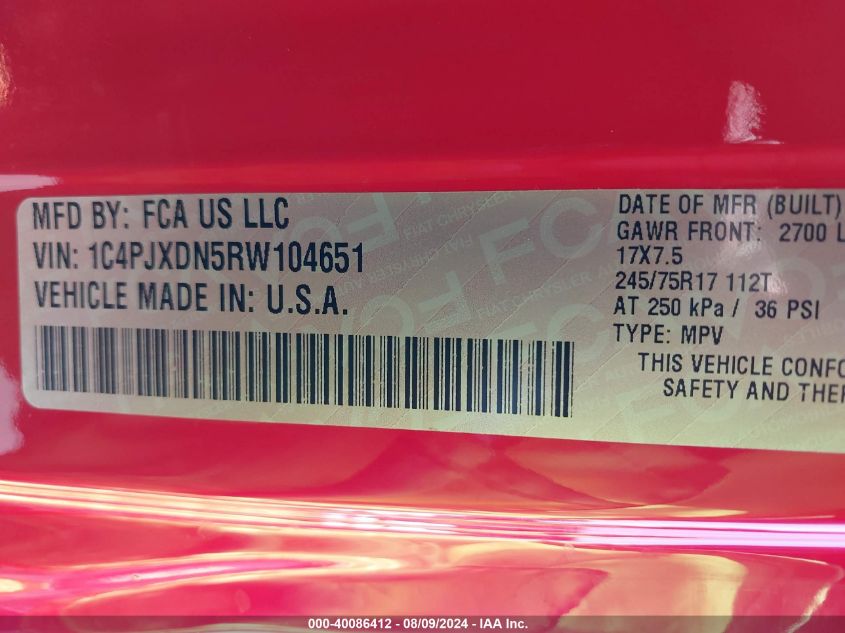 MFD BY: FCA US LLC
VIN: 1C4PJXDN5RW104651
VEHICLE MADE IN: U.S.A.
DATE OF MFR (BUILT)
GAWR FRONT: 2700 L
17X7.5
245/75R17 112T
AT 250 kPa / 36 PSI
TYPE: MPV
THIS VEHICLE CONFO
SAFETY AND THE
000-40086412 - 08/09/2024 - IAA Inc.